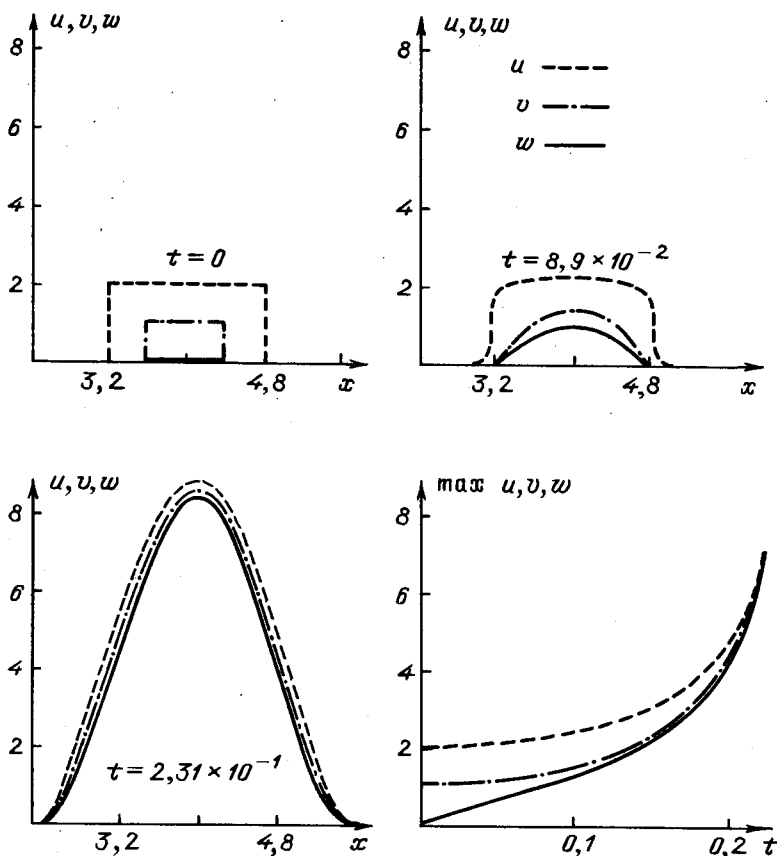 u, v, w
8
6
4
2
t = 0
3,2
4,8
x
u, v, w
8
6
4
2
u
v
w
t = 8,9 × 10⁻²
3,2
4,8
x
u, v, w
8
6
4
2
t = 2,31 × 10⁻¹
3,2
4,8
x
max u, v, w
8
6
4
2
0,1
0,2
t